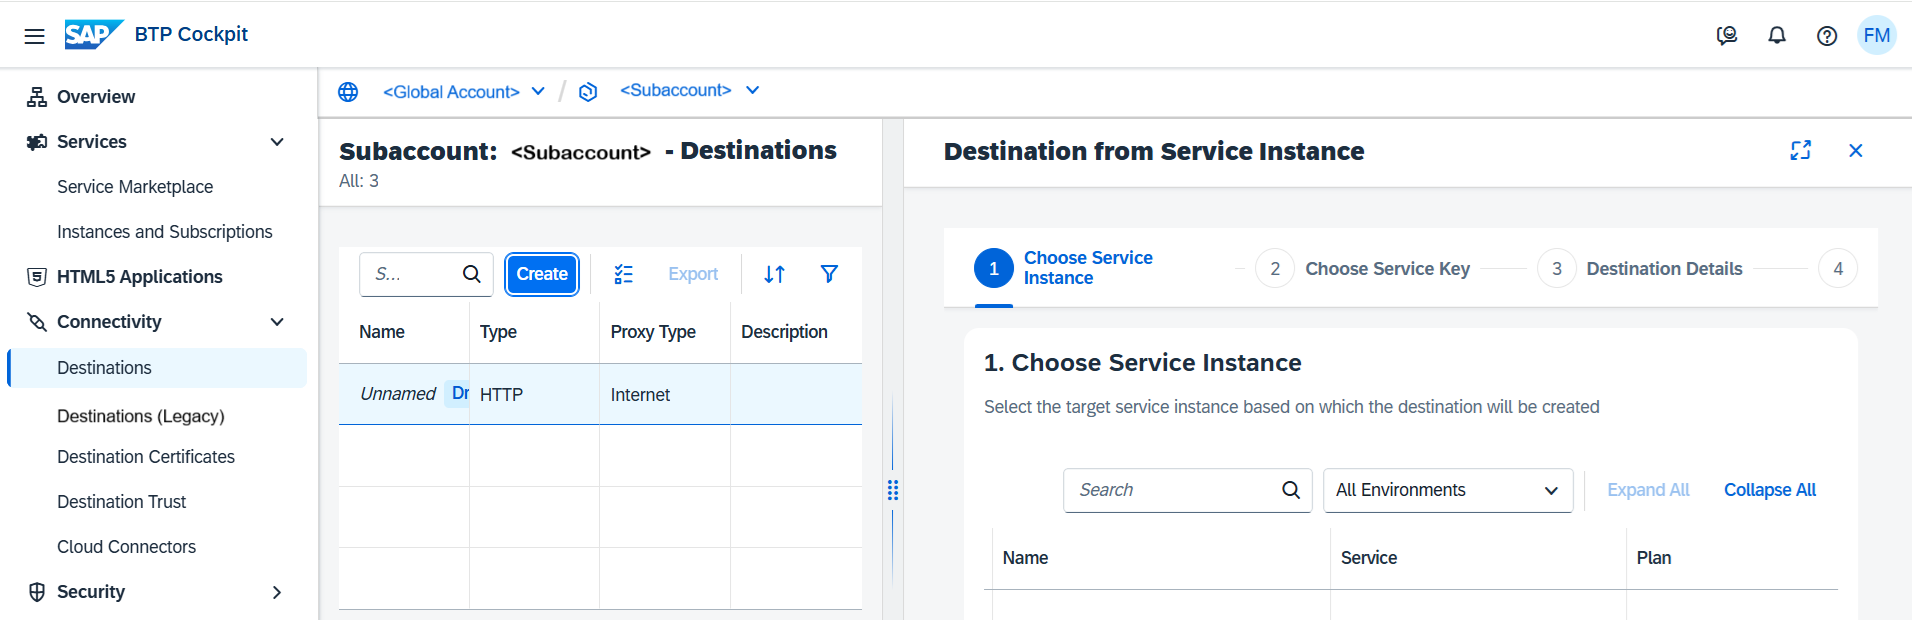 SAP BTP Cockpit
FM
Overview
Services
Service Marketplace
Instances and Subscriptions
HTML5 Applications
Connectivity
Destinations
Destinations (Legacy)
Destination Certificates
Destination Trust
Cloud Connectors
Security
<Global Account> / <Subaccount>
Subaccount: <Subaccount> - Destinations
All: 3
S... Create Export
Name Type Proxy Type Description
Unnamed Dr HTTP Internet
Destination from Service Instance
1 Choose Service
Instance
2 Choose Service Key
3 Destination Details
4
1. Choose Service Instance
Select the target service instance based on which the destination will be created
Search All Environments Expand All Collapse All
Name Service Plan